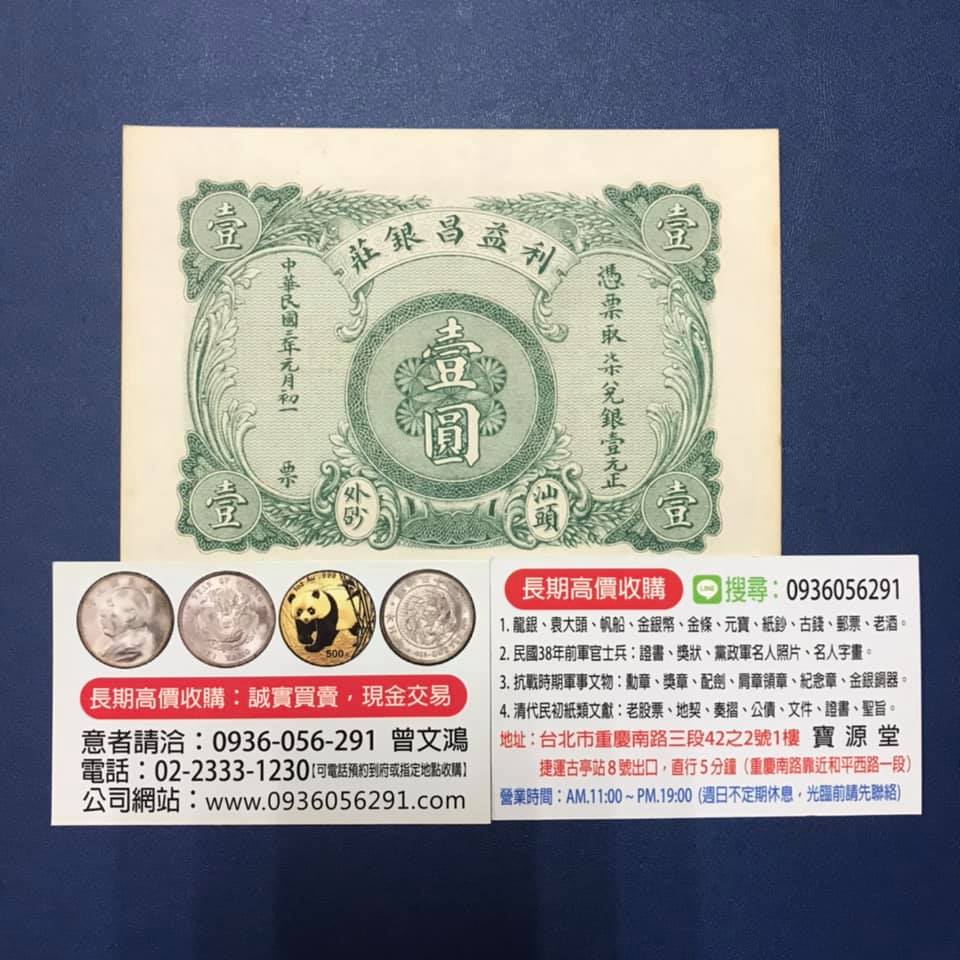 利益昌銀莊
壹
壹
憑票取柒兌銀壹元正
壹圓
中華民國三年元月初一
票
汕頭
外砂
壹
壹
500元
長期高價收購：誠實買賣，現金交易
意者請洽：0936-056-291 曾文鴻
電話：02-2333-1230【可電話預約到府或指定地點收購】
公司網站：www.0936056291.com
長期高價收購 LINE 搜尋：0936056291
1. 龍銀、袁大頭、帆船、金銀幣、金條、元寶、紙鈔、古錢、郵票、老酒。
2. 民國38年前軍官士兵：證書、獎狀、黨政軍名人照片、名人字畫。
3. 抗戰時期軍事文物：勳章、獎章、配劍、肩章領章、紀念章、金銀銅器。
4. 清代民初紙類文獻：老股票、地契、奏摺、公債、文件、證書、聖旨。
地址：台北市重慶南路三段42之2號1樓 寶源堂
捷運古亭站8號出口，直行5分鐘（重慶南路靠近和平西路一段）
營業時間：AM.11:00 ~ PM.19:00 (週日不定期休息，光臨前請先聯絡)